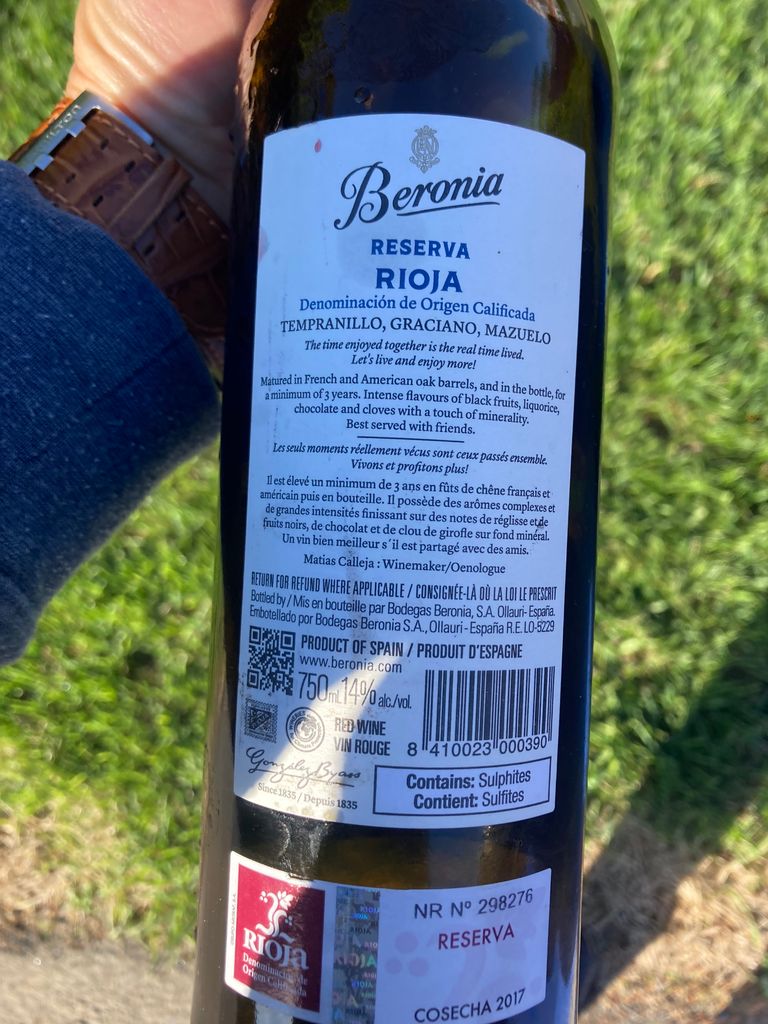 Beronia
RESERVA
RIOJA
Denominación de Origen Calificada
TEMPRANILLO, GRACIANO, MAZUELO
The time enjoyed together is the real time lived.
Let's live and enjoy more!
Matured in French and American oak barrels, and in the bottle, for
a minimum of 3 years. Intense flavours of black fruits, liquorice,
chocolate and cloves with a touch of minerality.
Best served with friends.
Les seuls moments réellement vécus sont ceux passés ensemble.
Vivons et profitons plus!
Il est élevé un minimum de 3 ans en fûts de chêne français et
américain puis en bouteille. Il possède des arômes complexes et
de grandes intensités finissant sur des notes de réglisse et de
fruits noirs, de chocolat et de clou de girofle sur fond minéral.
Un vin bien meilleur s´il est partagé avec des amis.
Matias Calleja : Winemaker/Oenologue
RETURN FOR REFUND WHERE APPLICABLE / CONSIGNÉE-LÀ OÙ LA LOI LE PRESCRIT
Bottled by / Mis en bouteille par Bodegas Beronia, S.A. Ollauri- España.
Embotellado por Bodegas Beronia S.A., Ollauri - España R.E. LO-5229
PRODUCT OF SPAIN / PRODUIT D'ESPAGNE
www.beronia.com
750mL 14% alc./vol.
RED WINE
VIN ROUGE
8 410023 000390
González Byass
Since 1835 / Depuis 1835
Contains: Sulphites
Contient: Sulfites
RIOJA
Denominación de
Origen Calificada
NR Nº 298276
RESERVA
COSECHA 2017